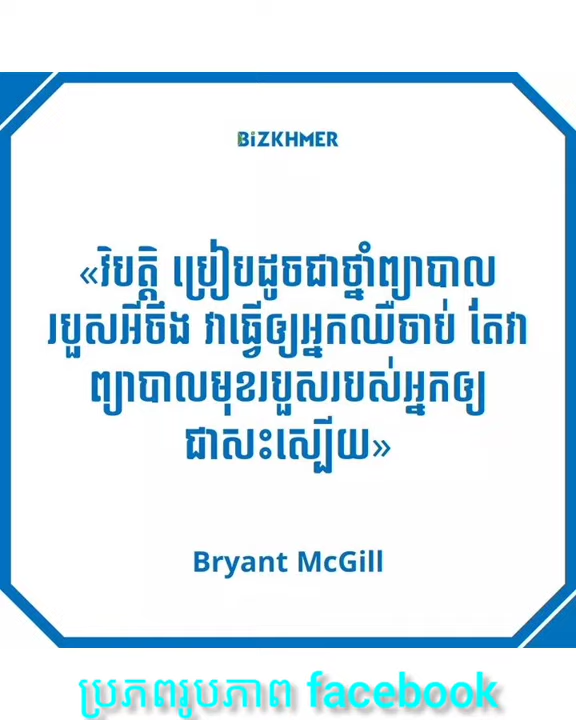 BiZKHMER
«វិបត្តិ ប្រៀបដូចជាថ្នាំព្យាបាល
របួសអីចឹង វាធ្វើឲ្យអ្នកឈឺចាប់ តែវា
ព្យាបាលមុខរបួសរបស់អ្នកឲ្យ
ជាសះស្បើយ»
Bryant McGill
ប្រភពរូបភាព facebook